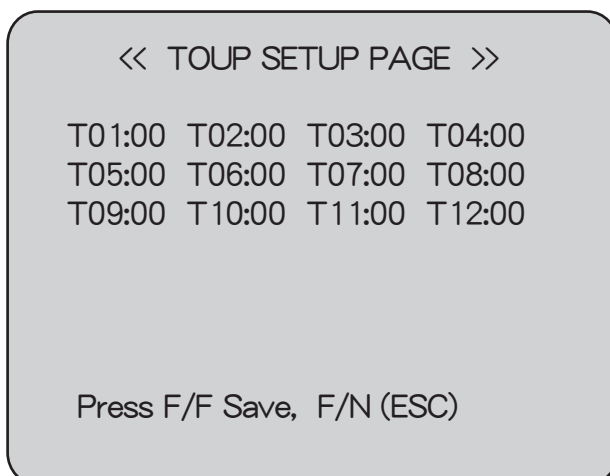 << TOUP SETUP PAGE >>
T01:00 T02:00 T03:00 T04:00
T05:00 T06:00 T07:00 T08:00
T09:00 T10:00 T11:00 T12:00
Press F/F Save, F/N (ESC)